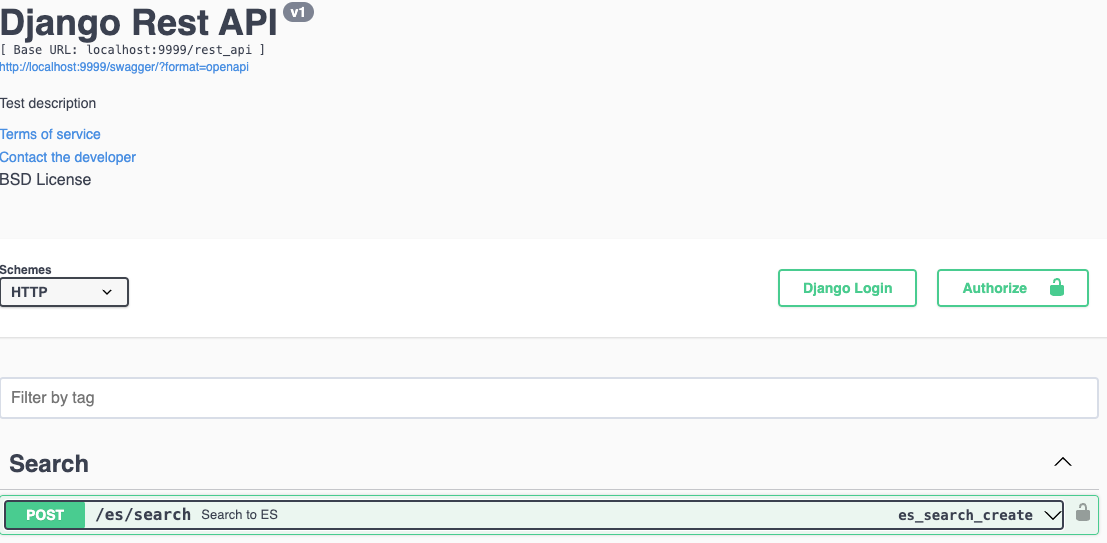 Django Rest API v1
[ Base URL: localhost:9999/rest_api ]
http://localhost:9999/swagger/?format=openapi
Test description
Terms of service
Contact the developer
BSD License
Schemes
HTTP
Django Login
Authorize
Filter by tag
Search
POST /es/search Search to ES es_search_create